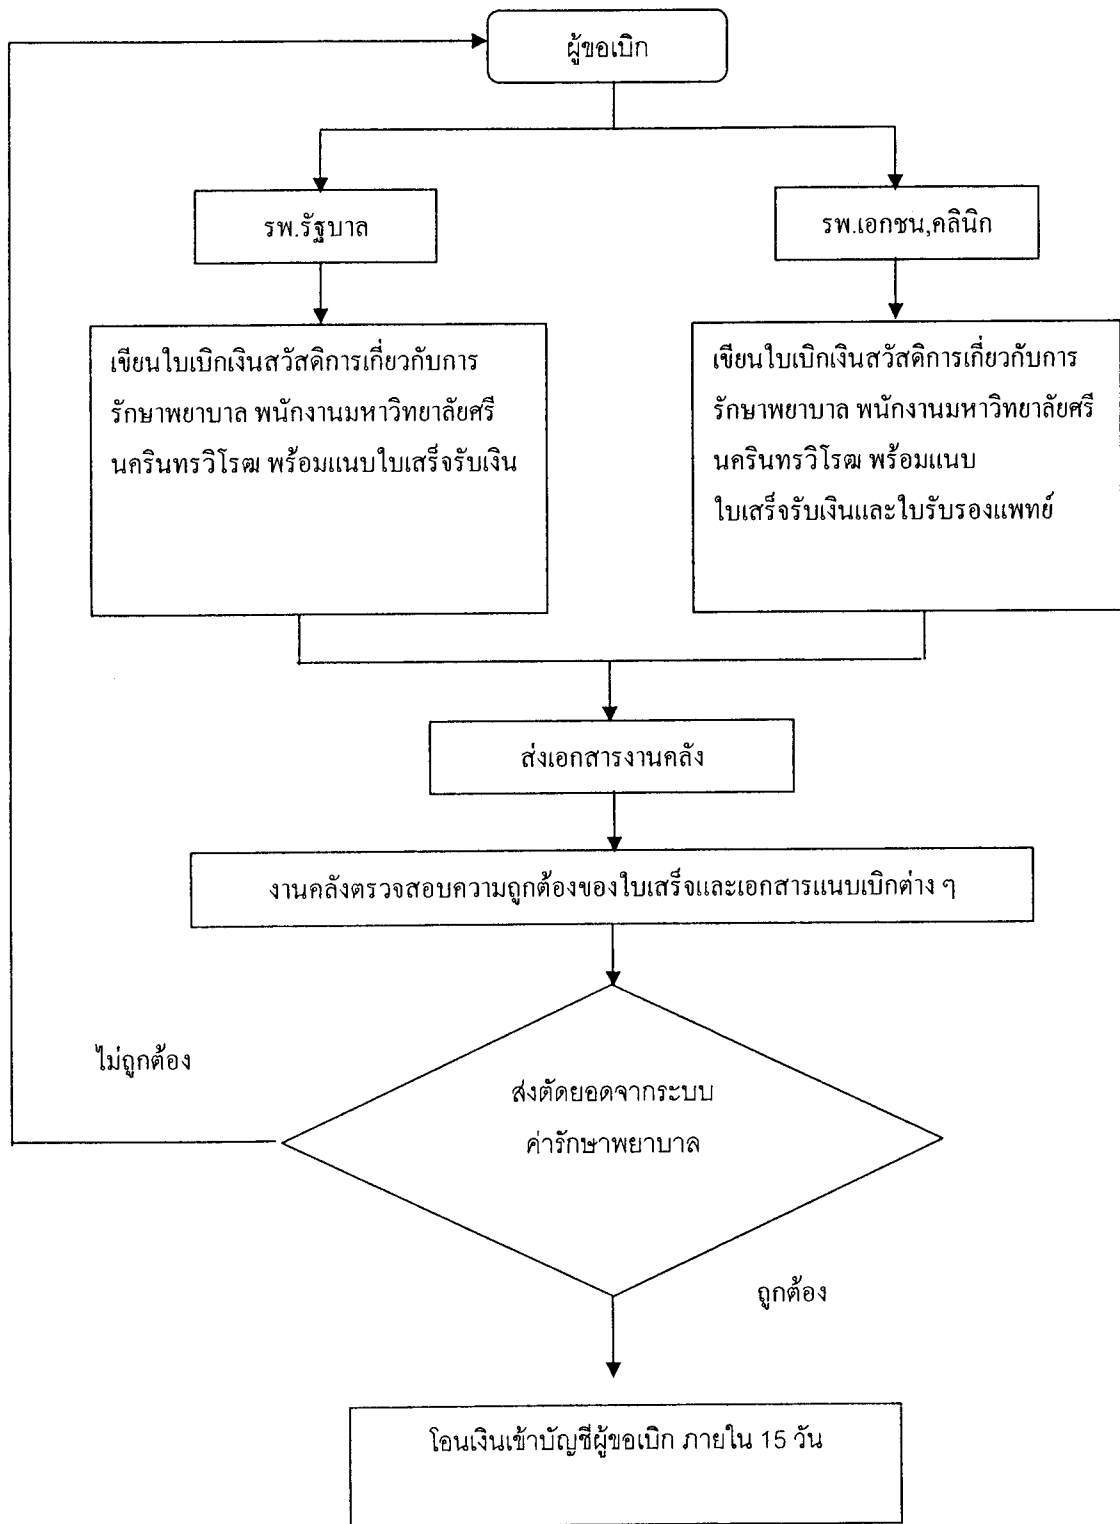 ผู้ขอเบิก
รพ.รัฐบาล
รพ.เอกชน,คลินิก
เขียนใบเบิกเงินสวัสดิการเกี่ยวกับการ
รักษาพยาบาล พนักงานมหาวิทยาลัยศรี
นครินทรวิโรฒ พร้อมแนบใบเสร็จรับเงิน
เขียนใบเบิกเงินสวัสดิการเกี่ยวกับการ
รักษาพยาบาล พนักงานมหาวิทยาลัยศรี
นครินทรวิโรฒ พร้อมแนบ
ใบเสร็จรับเงินและใบรับรองแพทย์
ส่งเอกสารงานคลัง
งานคลังตรวจสอบความถูกต้องของใบเสร็จและเอกสารแนบเบิกต่าง ๆ
ไม่ถูกต้อง
ส่งตัดยอดจากระบบ
ค่ารักษาพยาบาล
ถูกต้อง
โอนเงินเข้าบัญชีผู้ขอเบิก ภายใน 15 วัน